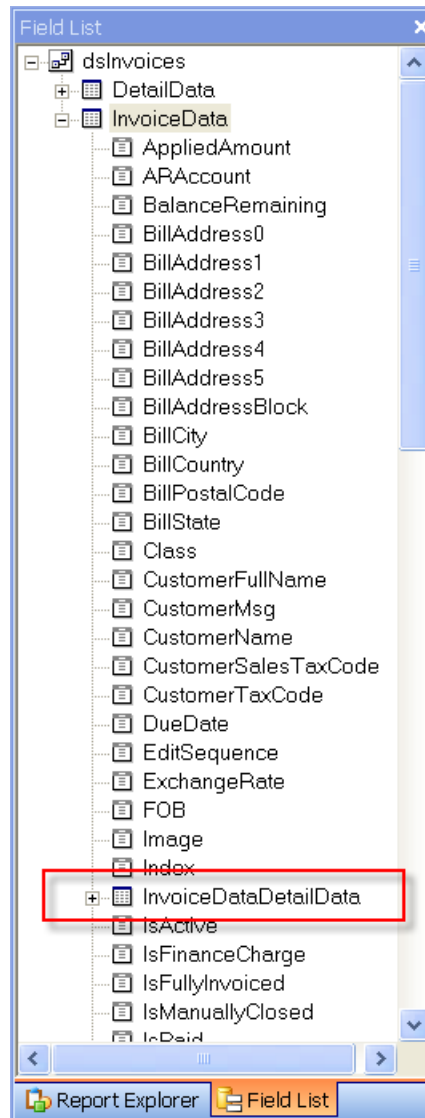 Field List
dsInvoices
DetailData
InvoiceData
AppliedAmount
ARAccount
BalanceRemaining
BillAddress0
BillAddress1
BillAddress2
BillAddress3
BillAddress4
BillAddress5
BillAddressBlock
BillCity
BillCountry
BillPostalCode
BillState
Class
CustomerFullName
CustomerMsg
CustomerName
CustomerSalesTaxCode
CustomerTaxCode
DueDate
EditSequence
ExchangeRate
FOB
Image
Index
InvoiceDataDetailData
IsActive
IsFinanceCharge
IsFullyInvoiced
IsManuallyClosed
IsPaid
Report Explorer Field List